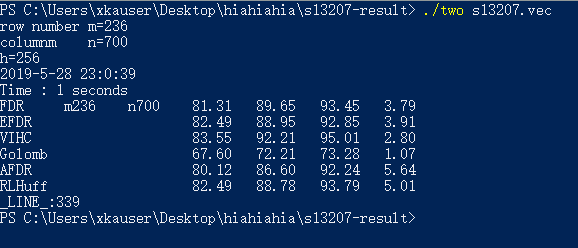 PS C:\Users\xkauser\Desktop\hiahiahia\s13207-result> ./two s13207.vec
row number m=236
columnm    n=700
h=256
2019-5-28 23:0:39
Time : 1 seconds
FDR     m236    n700    81.31   89.65   93.45   3.79
EFDR                    82.49   88.95   92.85   3.91
VIHC                    83.55   92.21   95.01   2.80
Golomb                  67.60   72.21   73.28   1.07
AFDR                    80.12   86.60   92.24   5.64
RLHuff                  82.49   88.78   93.79   5.01
_LINE_:339
PS C:\Users\xkauser\Desktop\hiahiahia\s13207-result>